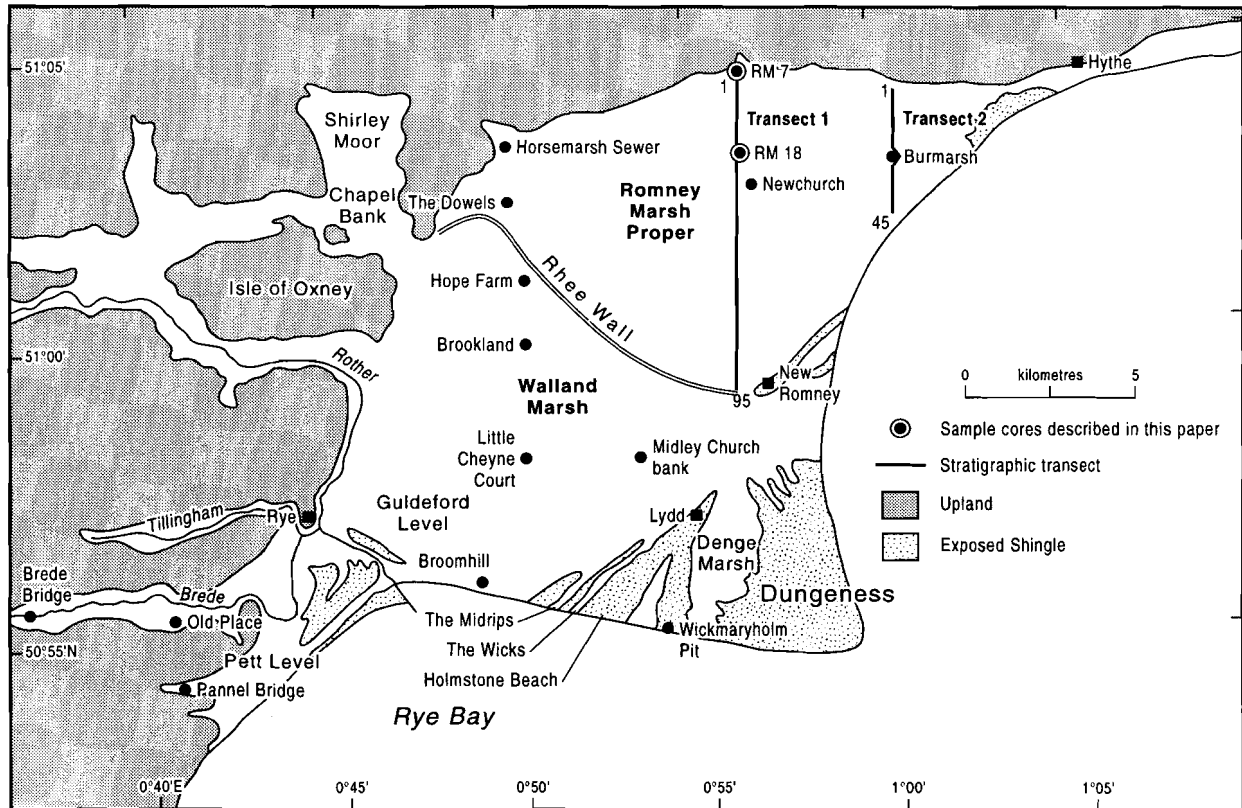 51°05'
Hythe
RM 7
1
1
Shirley
Moor
Transect 1
Transect 2
Horsemarsh Sewer
RM 18
Burmarsh
Newchurch
Chapel
Bank
The Dowels
Romney
Marsh
Proper
45
Isle of Oxney
Hope Farm
Rhee Wall
51°00'
Rother
Brookland
New
Romney
95
0 kilometres 5
Walland
Marsh
Sample cores described in this paper
Little
Cheyne
Court
Midley Church
bank
Stratigraphic transect
Upland
Exposed Shingle
Guldeford
Level
Tillingham
Rye
Lydd
Denge
Marsh
Broomhill
Dungeness
Brede
Bridge
Brede
Old Place
The Midrips
Wickmaryholm
Pit
The Wicks
50°55'N
Pett Level
Holmstone Beach
Pannel Bridge
Rye Bay
0°40'E
0°45'
0°50'
0°55'
1°00'
1°05'